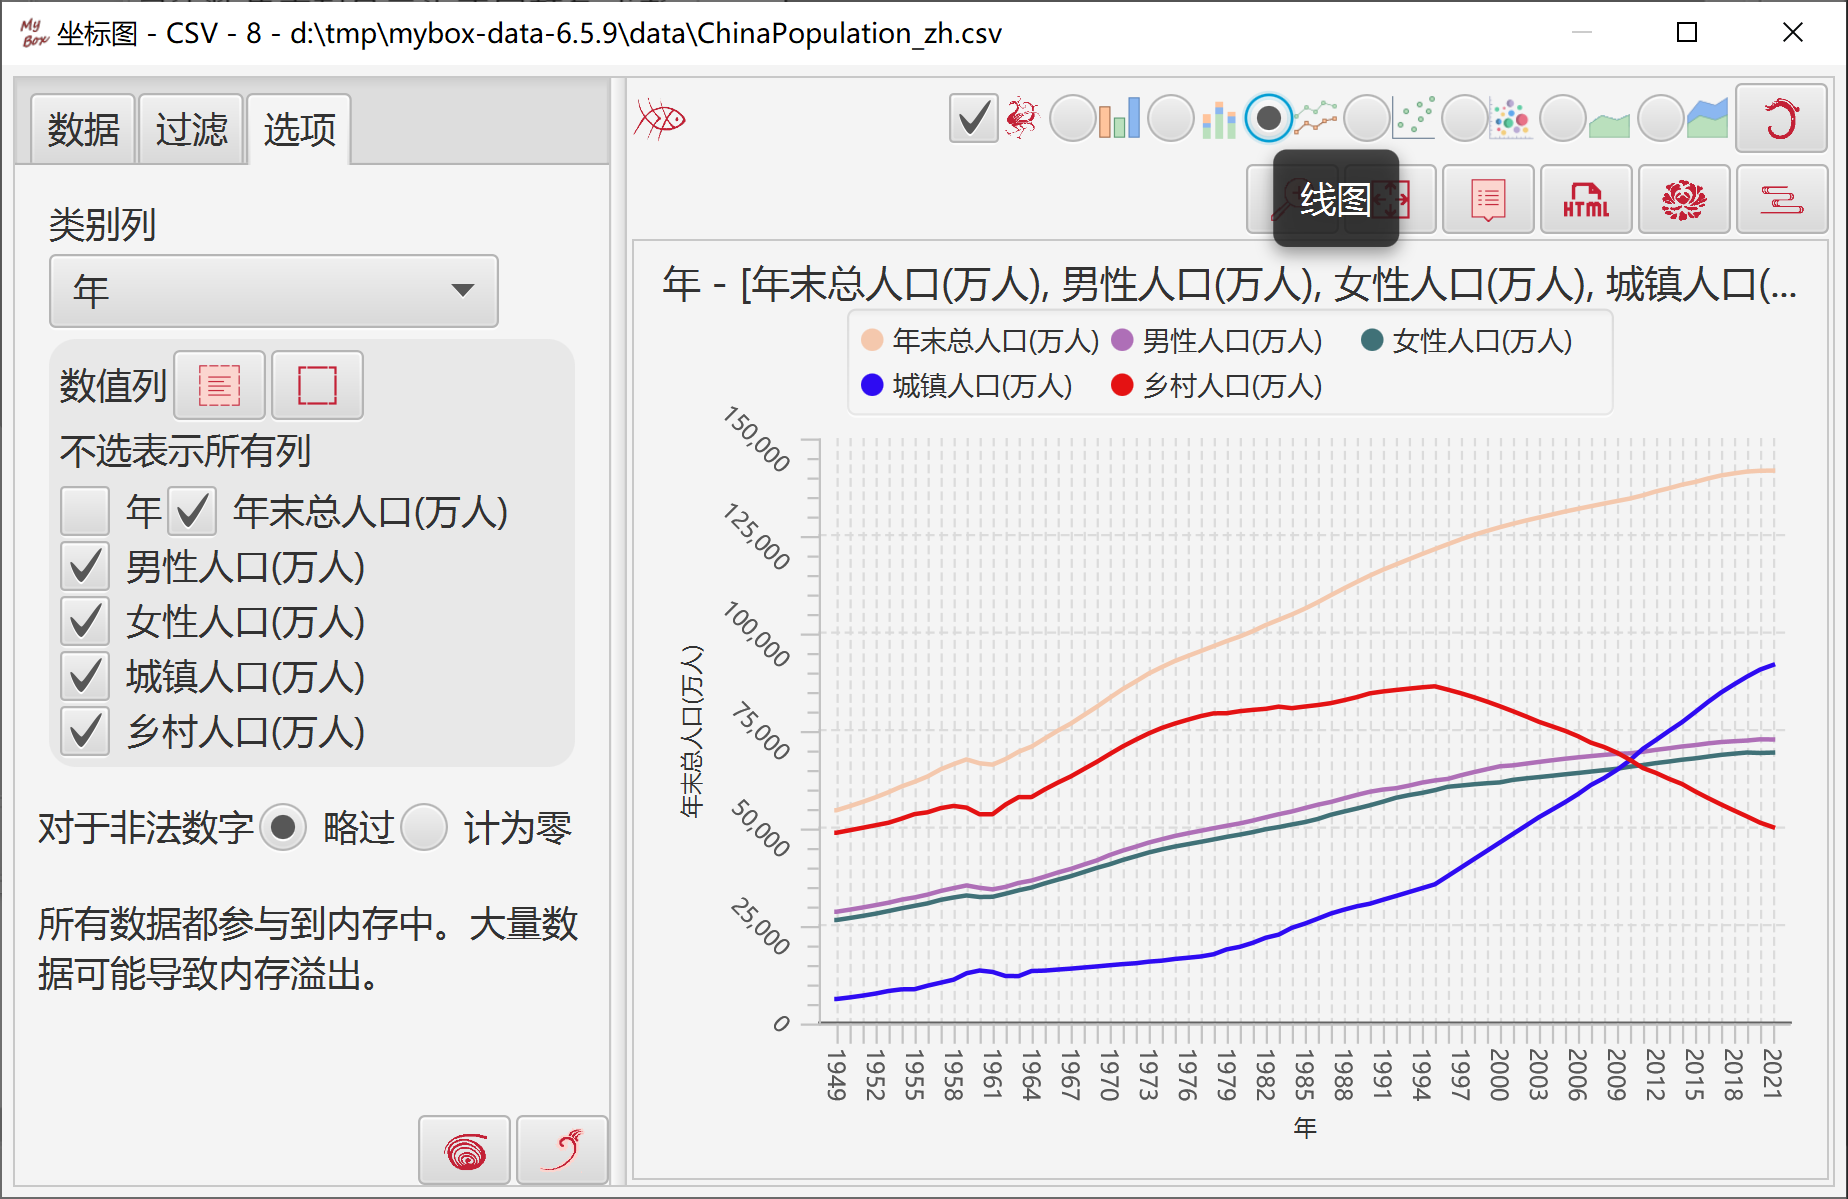 My Box 坐标图 - CSV - 8 - d:\tmp\mybox-data-6.5.9\data\ChinaPopulation_zh.csv
数据 过滤 选项
类别列
年
数值列
不选表示所有列
年 年末总人口(万人)
男性人口(万人)
女性人口(万人)
城镇人口(万人)
乡村人口(万人)
对于非法数字 略过 计为零
所有数据都参与到内存中。大量数
据可能导致内存溢出。
线图
HTML
年 - [年末总人口(万人), 男性人口(万人), 女性人口(万人), 城镇人口(...
年末总人口(万人) 男性人口(万人) 女性人口(万人)
城镇人口(万人) 乡村人口(万人)
150,000
125,000
100,000
75,000
50,000
25,000
0
年末总人口(万人)
1949 1952 1955 1958 1961 1964 1967 1970 1973 1976 1979 1982 1985 1988 1991 1994 1997 2000 2003 2006 2009 2012 2015 2018 2021
年